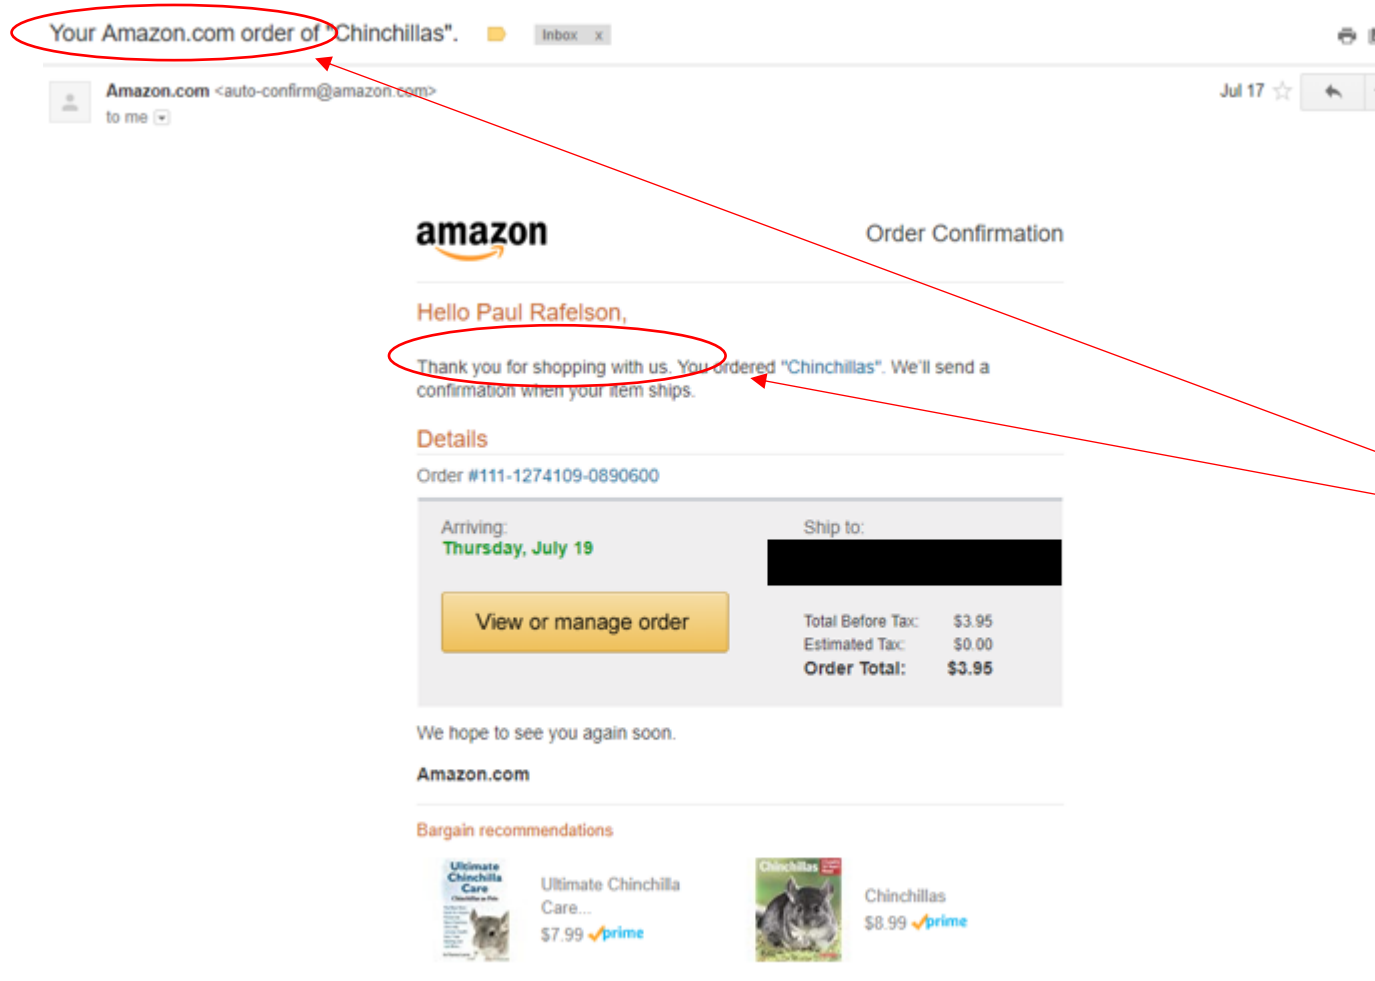 Your Amazon.com order of "Chinchillas".
Inbox x
Amazon.com <auto-confirm@amazon.com>
Jul 17
to me
amazon
Order Confirmation
Hello Paul Rafelson,
Thank you for shopping with us. You ordered "Chinchillas". We'll send a
confirmation when your item ships.
Details
Order #111-1274109-0890600
Arriving:
Thursday, July 19
Ship to:
View or manage order
Total Before Tax: $3.95
Estimated Tax: $0.00
Order Total: $3.95
We hope to see you again soon.
Amazon.com
Bargain recommendations
Ultimate
Chinchilla
Care
Chinchillas as Pets
Ultimate Chinchilla
Care...
$7.99 prime
Chinchillas
Chinchillas
$8.99 prime